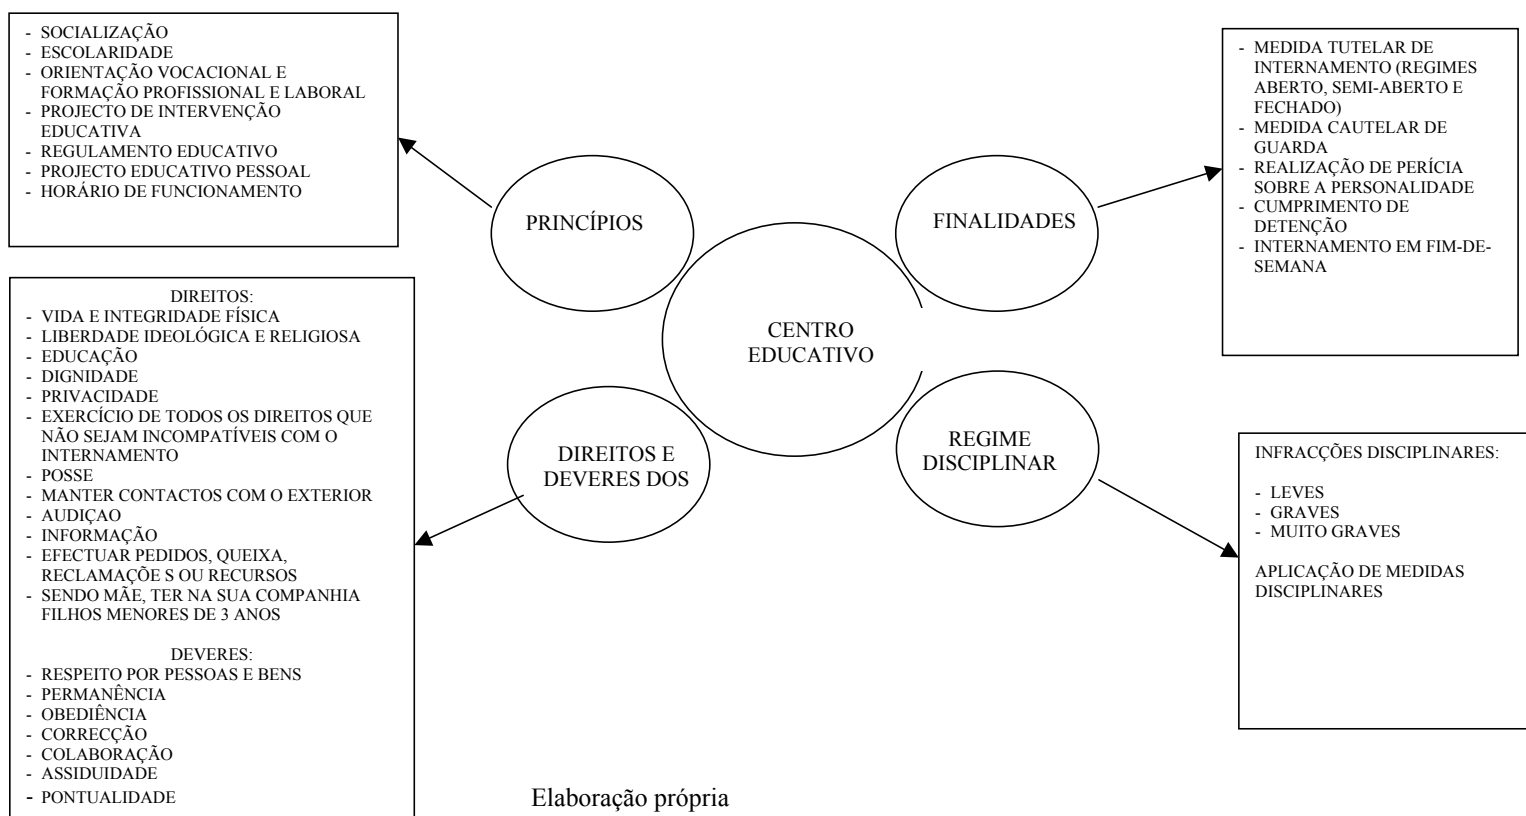 - SOCIALIZAÇÃO
- ESCOLARIDADE
- ORIENTAÇÃO VOCACIONAL E
FORMAÇÃO PROFISSIONAL E LABORAL
- PROJECTO DE INTERVENÇÃO
EDUCATIVA
- REGULAMENTO EDUCATIVO
- PROJECTO EDUCATIVO PESSOAL
- HORÁRIO DE FUNCIONAMENTO
PRINCÍPIOS
FINALIDADES
- MEDIDA TUTELAR DE
INTERNAMENTO (REGIMES
ABERTO, SEMI-ABERTO E
FECHADO)
- MEDIDA CAUTELAR DE
GUARDA
- REALIZAÇÃO DE PERÍCIA
SOBRE A PERSONALIDADE
- CUMPRIMENTO DE
DETENÇÃO
- INTERNAMENTO EM FIM-DE-
SEMANA
CENTRO
EDUCATIVO
DIREITOS:
- VIDA E INTEGRIDADE FÍSICA
- LIBERDADE IDEOLÓGICA E RELIGIOSA
- EDUCAÇÃO
- DIGNIDADE
- PRIVACIDADE
- EXERCÍCIO DE TODOS OS DIREITOS QUE
NÃO SEJAM INCOMPATÍVEIS COM O
INTERNAMENTO
- POSSE
- MANTER CONTACTOS COM O EXTERIOR
- AUDIÇAO
- INFORMAÇÃO
- EFECTUAR PEDIDOS, QUEIXA,
RECLAMAÇÕE S OU RECURSOS
- SENDO MÃE, TER NA SUA COMPANHIA
FILHOS MENORES DE 3 ANOS
DEVERES:
- RESPEITO POR PESSOAS E BENS
- PERMANÊNCIA
- OBEDIÊNCIA
- CORRECÇÃO
- COLABORAÇÃO
- ASSIDUIDADE
- PONTUALIDADE
DIREITOS E
DEVERES DOS
REGIME
DISCIPLINAR
INFRACÇÕES DISCIPLINARES:
- LEVES
- GRAVES
- MUITO GRAVES
APLICAÇÃO DE MEDIDAS
DISCIPLINARES
Elaboração própria